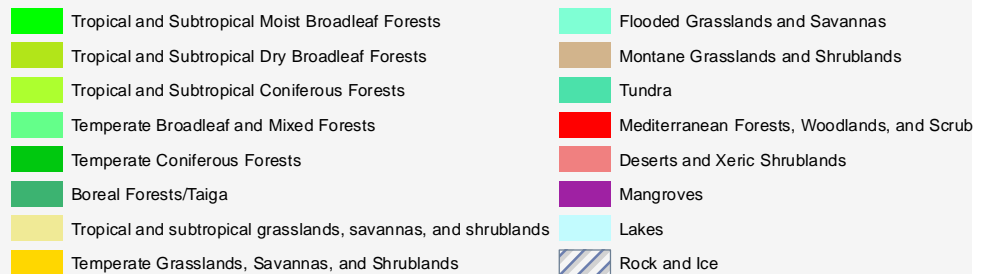 Tropical and Subtropical Moist Broadleaf Forests
Tropical and Subtropical Dry Broadleaf Forests
Tropical and Subtropical Coniferous Forests
Temperate Broadleaf and Mixed Forests
Temperate Coniferous Forests
Boreal Forests/Taiga
Tropical and subtropical grasslands, savannas, and shrublands
Temperate Grasslands, Savannas, and Shrublands
Flooded Grasslands and Savannas
Montane Grasslands and Shrublands
Tundra
Mediterranean Forests, Woodlands, and Scrub
Deserts and Xeric Shrublands
Mangroves
Lakes
Rock and Ice